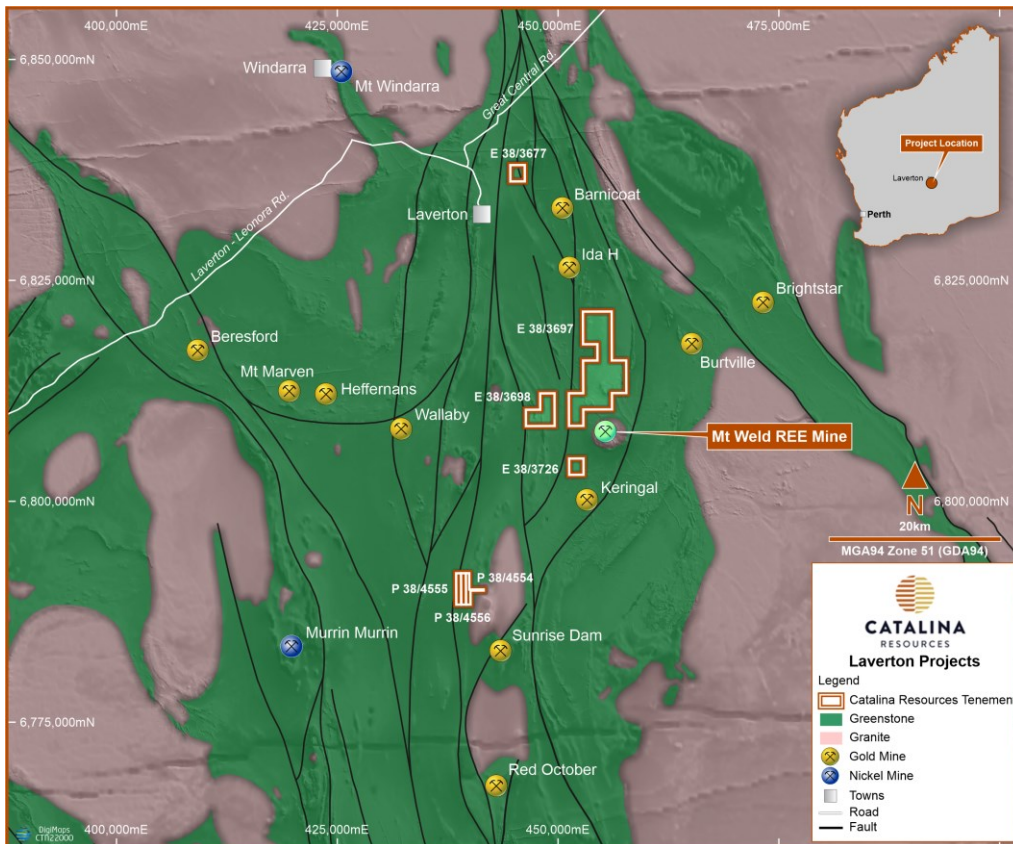 400,000mE
425,000mE
450,000mE
475,000mE
6,850,000mN
Windarra
Mt Windarra
Great Central Rd.
E 38/3677
Project Location
Laverton
Perth
Barnicoat
Laverton
Laverton - Leonora Rd.
Ida H
6,825,000mN
6,825,000mN
Brightstar
E 38/3697
Beresford
Burtville
Mt Marven
Heffernans
E 38/3698
Wallaby
Mt Weld REE Mine
E 38/3726
Keringal
6,800,000mN
6,800,000mN
N
20km
MGA94 Zone 51 (GDA94)
P 38/4554
P 38/4555
P 38/4556
Murrin Murrin
Sunrise Dam
CATALINA
RESOURCES
Laverton Projects
Legend
Catalina Resources Tenement
Greenstone
Granite
Gold Mine
Nickel Mine
Towns
Road
Fault
6,775,000mN
Red October
DigiMaps
CTR22000
400,000mE
425,000mE
450,000mE